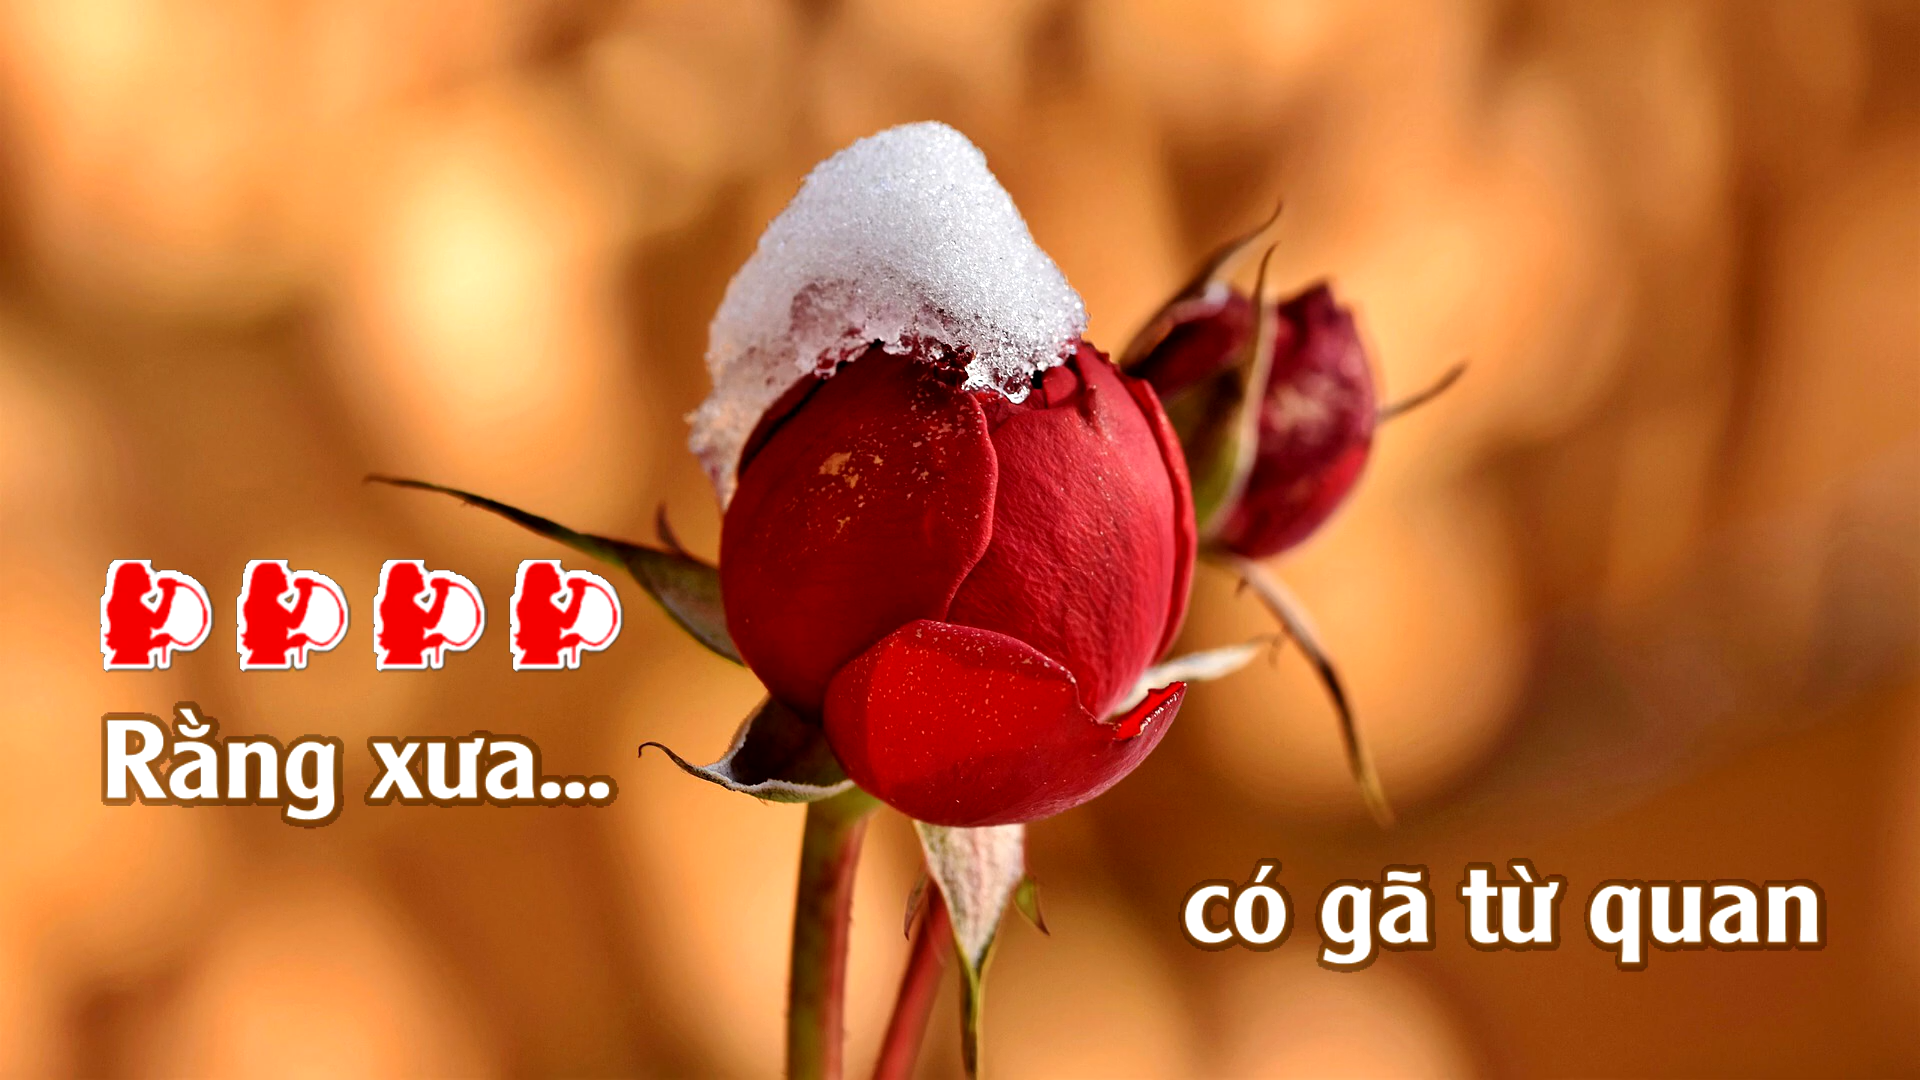 Rằng xưa...
có gã từ quan